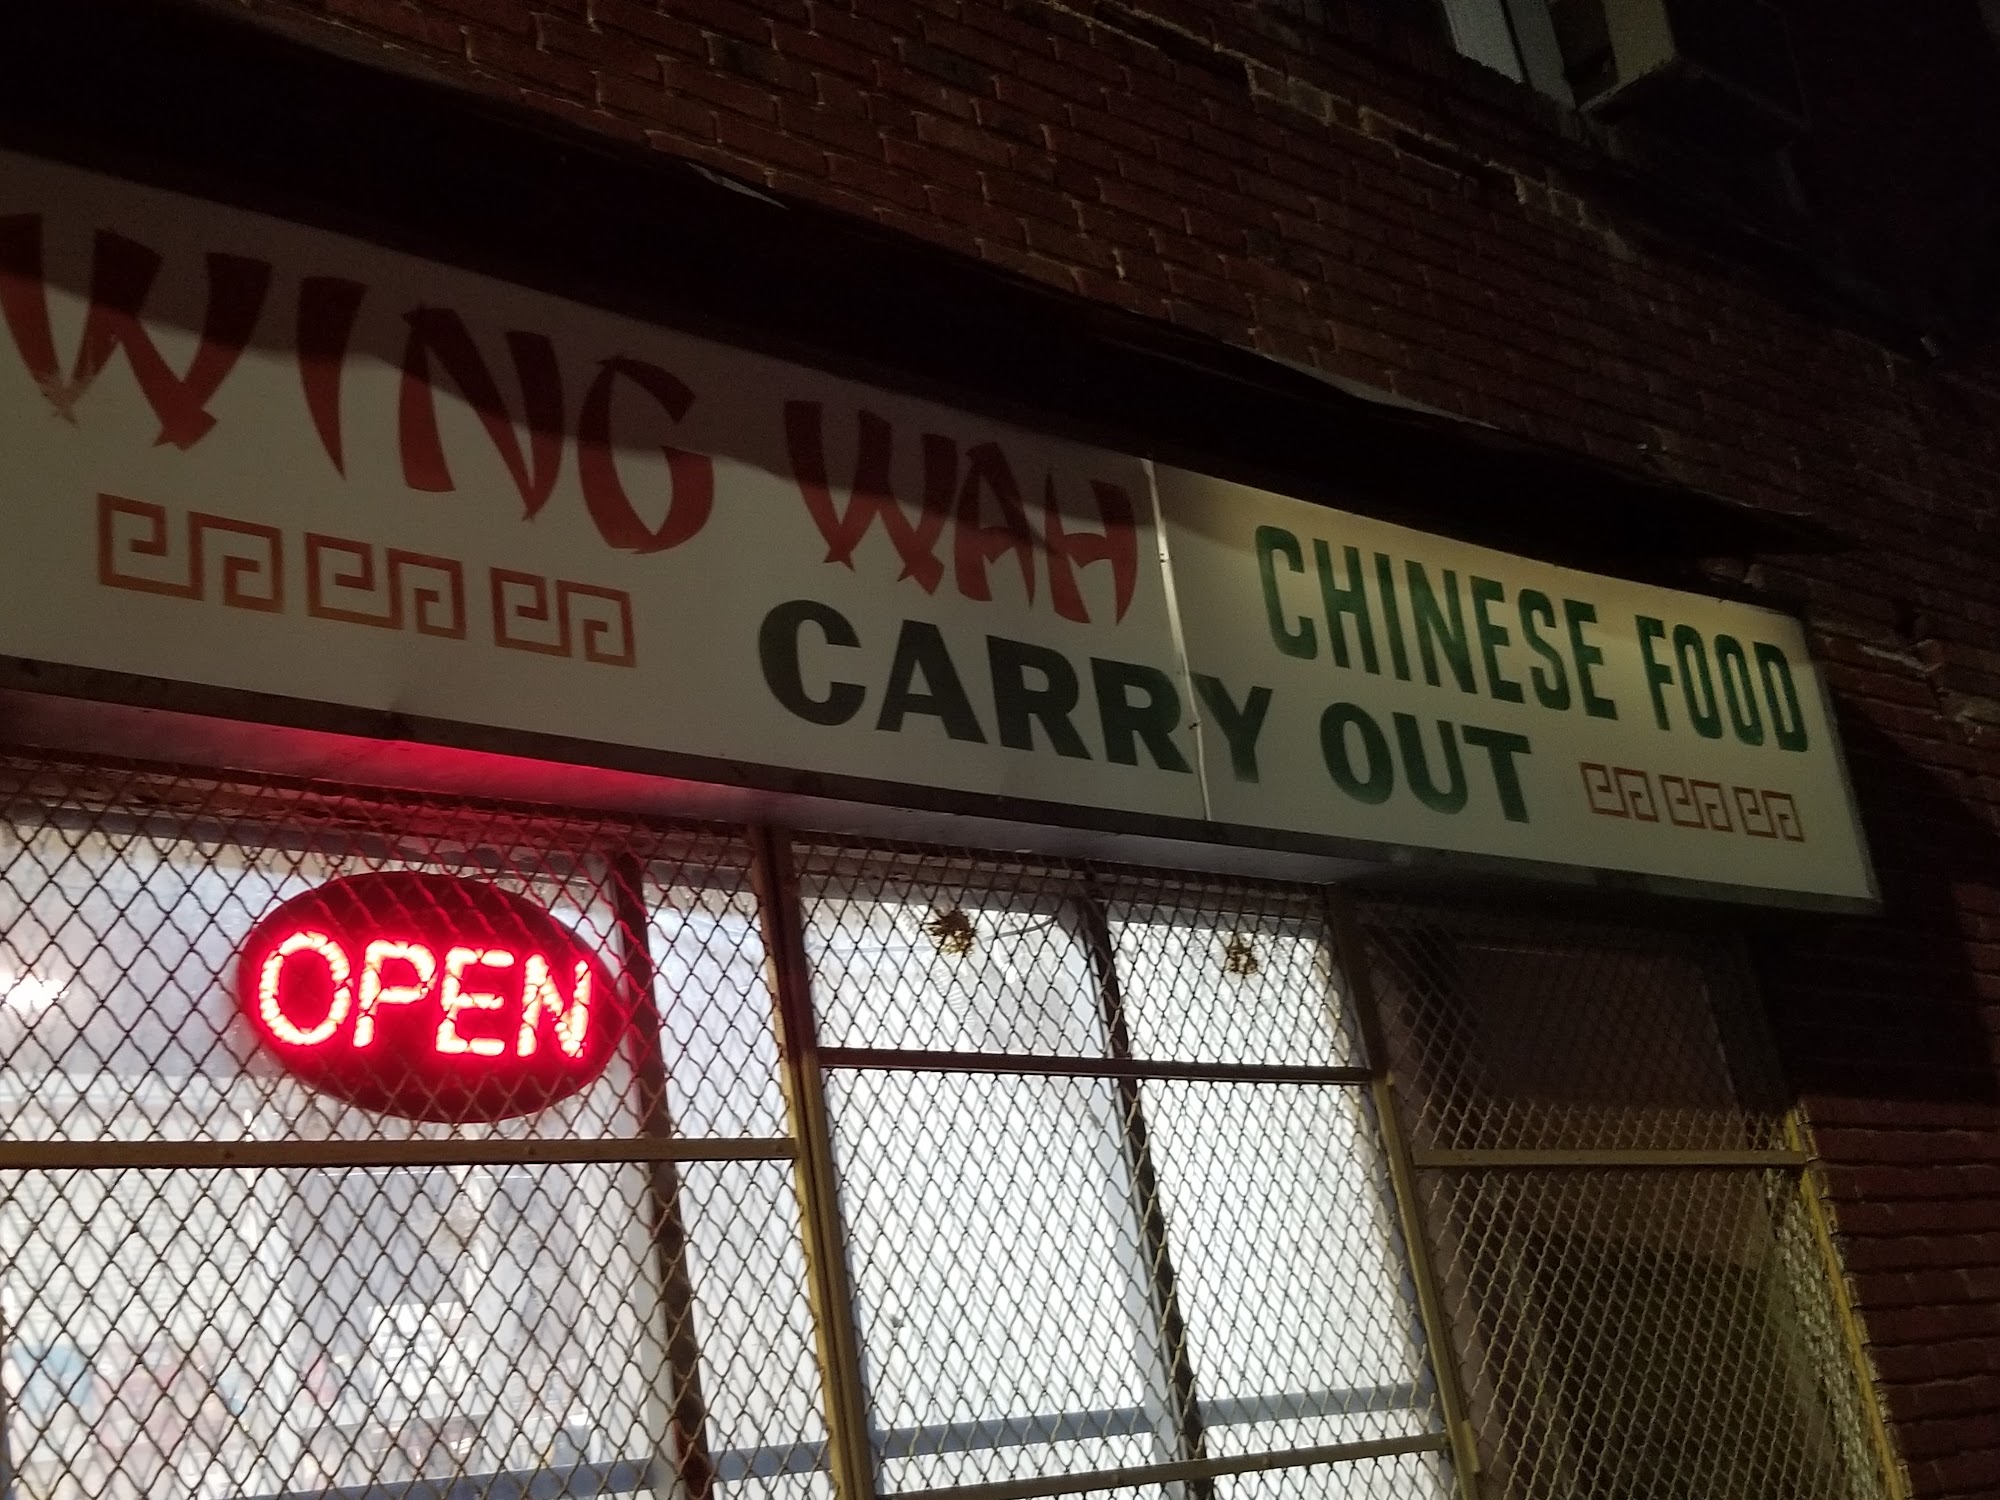 WING WAH
CHINESE FOOD
CARRY OUT
OPEN